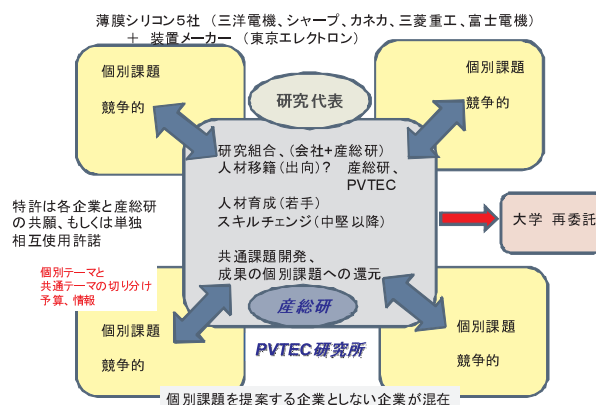 薄膜シリコン5社 （三洋電機、シャープ、カネカ、三菱重工、富士電機）
＋ 装置メーカー （東京エレクトロン）
個別課題
競争的
個別課題
競争的
研究代表
研究組合、（会社+産総研）
人材移籍（出向）? 産総研、
PVTEC
人材育成（若手）
スキルチェンジ（中堅以降）
共通課題開発、
成果の個別課題への還元
特許は各企業と産総研
の共願、もしくは単独
相互使用許諾
大学 再委託
個別テーマと
共通テーマの切り分け
予算、情報
産総研
PVTEC研究所
個別課題
競争的
個別課題
競争的
個別課題を提案する企業としない企業が混在